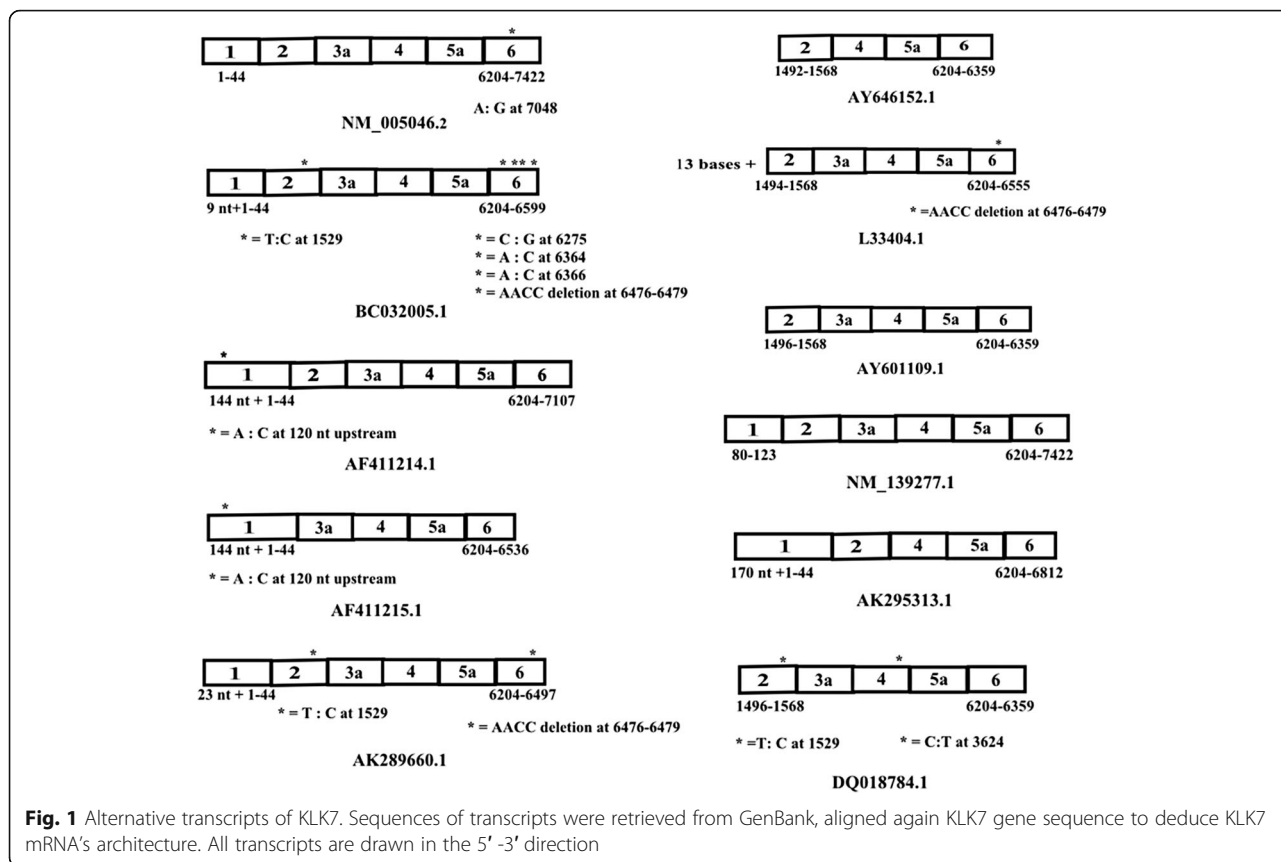 *
1 2 3a 4 5a 6
1-44 6204-7422
A: G at 7048
NM_005046.2
* * ** *
1 2 3a 4 5a 6
9 nt+1-44 6204-6599
* = T:C at 1529 * = C : G at 6275
* = A : C at 6364
* = A : C at 6366
* = AACC deletion at 6476-6479
BC032005.1
*
1 2 3a 4 5a 6
144 nt + 1-44 6204-7107
* = A : C at 120 nt upstream
AF411214.1
*
1 3a 4 5a 6
144 nt + 1-44 6204-6536
* = A : C at 120 nt upstream
AF411215.1
* *
1 2 3a 4 5a 6
23 nt + 1-44 6204-6497
* = T : C at 1529 * = AACC deletion at 6476-6479
AK289660.1
2 4 5a 6
1492-1568 6204-6359
AY646152.1
*
13 bases + 2 3a 4 5a 6
1494-1568 6204-6555
* =AACC deletion at 6476-6479
L33404.1
2 3a 4 5a 6
1496-1568 6204-6359
AY601109.1
1 2 3a 4 5a 6
80-123 6204-7422
NM_139277.1
1 2 4 5a 6
170 nt +1-44 6204-6812
AK295313.1
* *
2 3a 4 5a 6
1496-1568 6204-6359
* =T: C at 1529 * = C:T at 3624
DQ018784.1
Fig. 1 Alternative transcripts of KLK7. Sequences of transcripts were retrieved from GenBank, aligned again KLK7 gene sequence to deduce KLK7
mRNA's architecture. All transcripts are drawn in the 5′ -3′ direction